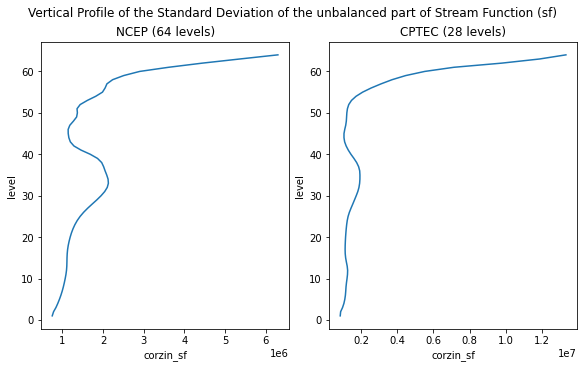 Vertical Profile of the Standard Deviation of the unbalanced part of Stream Function (sf)
NCEP (64 levels)
60
50
40
30
20
10
0
level
1
2
3
4
5
6
1e6
corzin_sf
CPTEC (28 levels)
60
50
40
30
20
10
0
level
0.2
0.4
0.6
0.8
1.0
1.2
1e7
corzin_sf